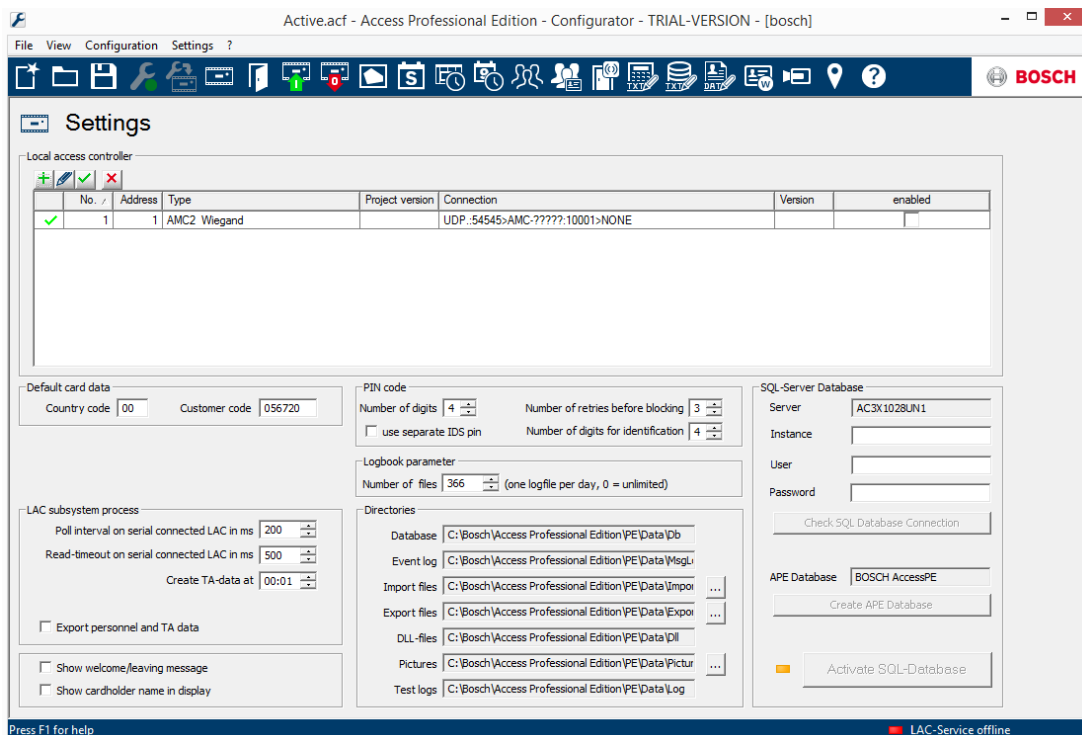 Active.acf - Access Professional Edition - Configurator - TRIAL-VERSION - [bosch]
File View Configuration Settings ?
S TXT TXT DAT W ? BOSCH
Settings
Local access controller
No. Address Type Project version Connection Version enabled
1 1 AMC2 Wiegand UDP.:54545>AMC-?????:10001>NONE
Default card data
Country code 00 Customer code 056720
PIN code
Number of digits 4 Number of retries before blocking 3
use separate IDS pin Number of digits for identification 4
Logbook parameter
Number of files 366 (one logfile per day, 0 = unlimited)
LAC subsystem process
Poll interval on serial connected LAC in ms 200
Read-timeout on serial connected LAC in ms 500
Create TA-data at 00:01
Export personnel and TA data
Show welcome/leaving message
Show cardholder name in display
Directories
Database C:\Bosch\Access Professional Edition\PE\Data\Db
Event log C:\Bosch\Access Professional Edition\PE\Data\MsgL
Import files C:\Bosch\Access Professional Edition\PE\Data\Impor ...
Export files C:\Bosch\Access Professional Edition\PE\Data\Expor ...
DLL-files C:\Bosch\Access Professional Edition\PE\Data\Dll
Pictures C:\Bosch\Access Professional Edition\PE\Data\Pictur ...
Test logs C:\Bosch\Access Professional Edition\PE\Data\Log
SQL-Server Database
Server AC3X1028UN1
Instance
User
Password
Check SQL Database Connection
APE Database BOSCH AccessPE
Create APE Database
Activate SQL-Database
Press F1 for help LAC-Service offline